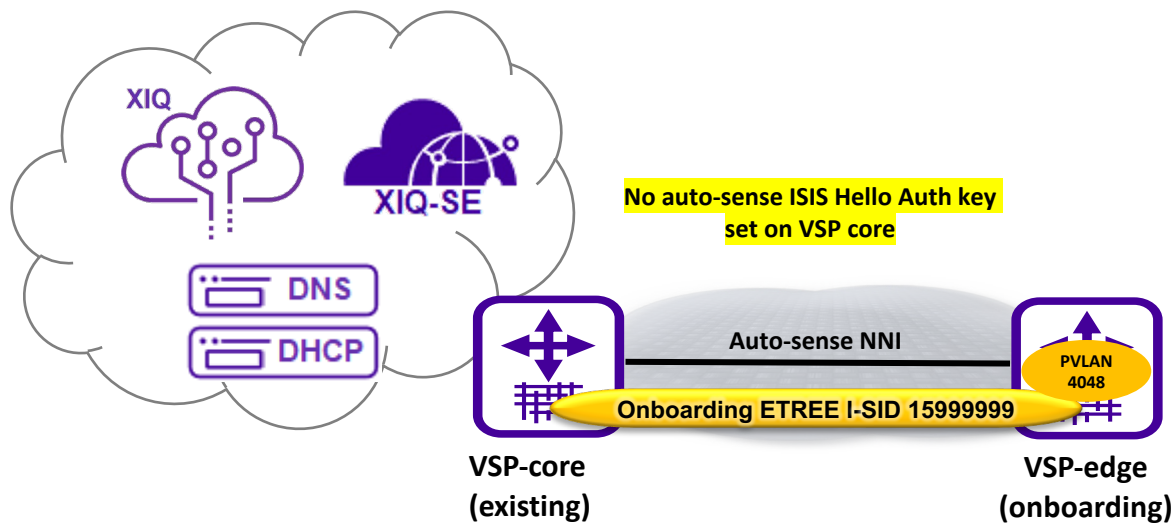 XIQ
XIQ-SE
DNS
DHCP
No auto-sense ISIS Hello Auth key
set on VSP core
Auto-sense NNI
PVLAN
4048
Onboarding ETREE I-SID 15999999
VSP-core
(existing)
VSP-edge
(onboarding)